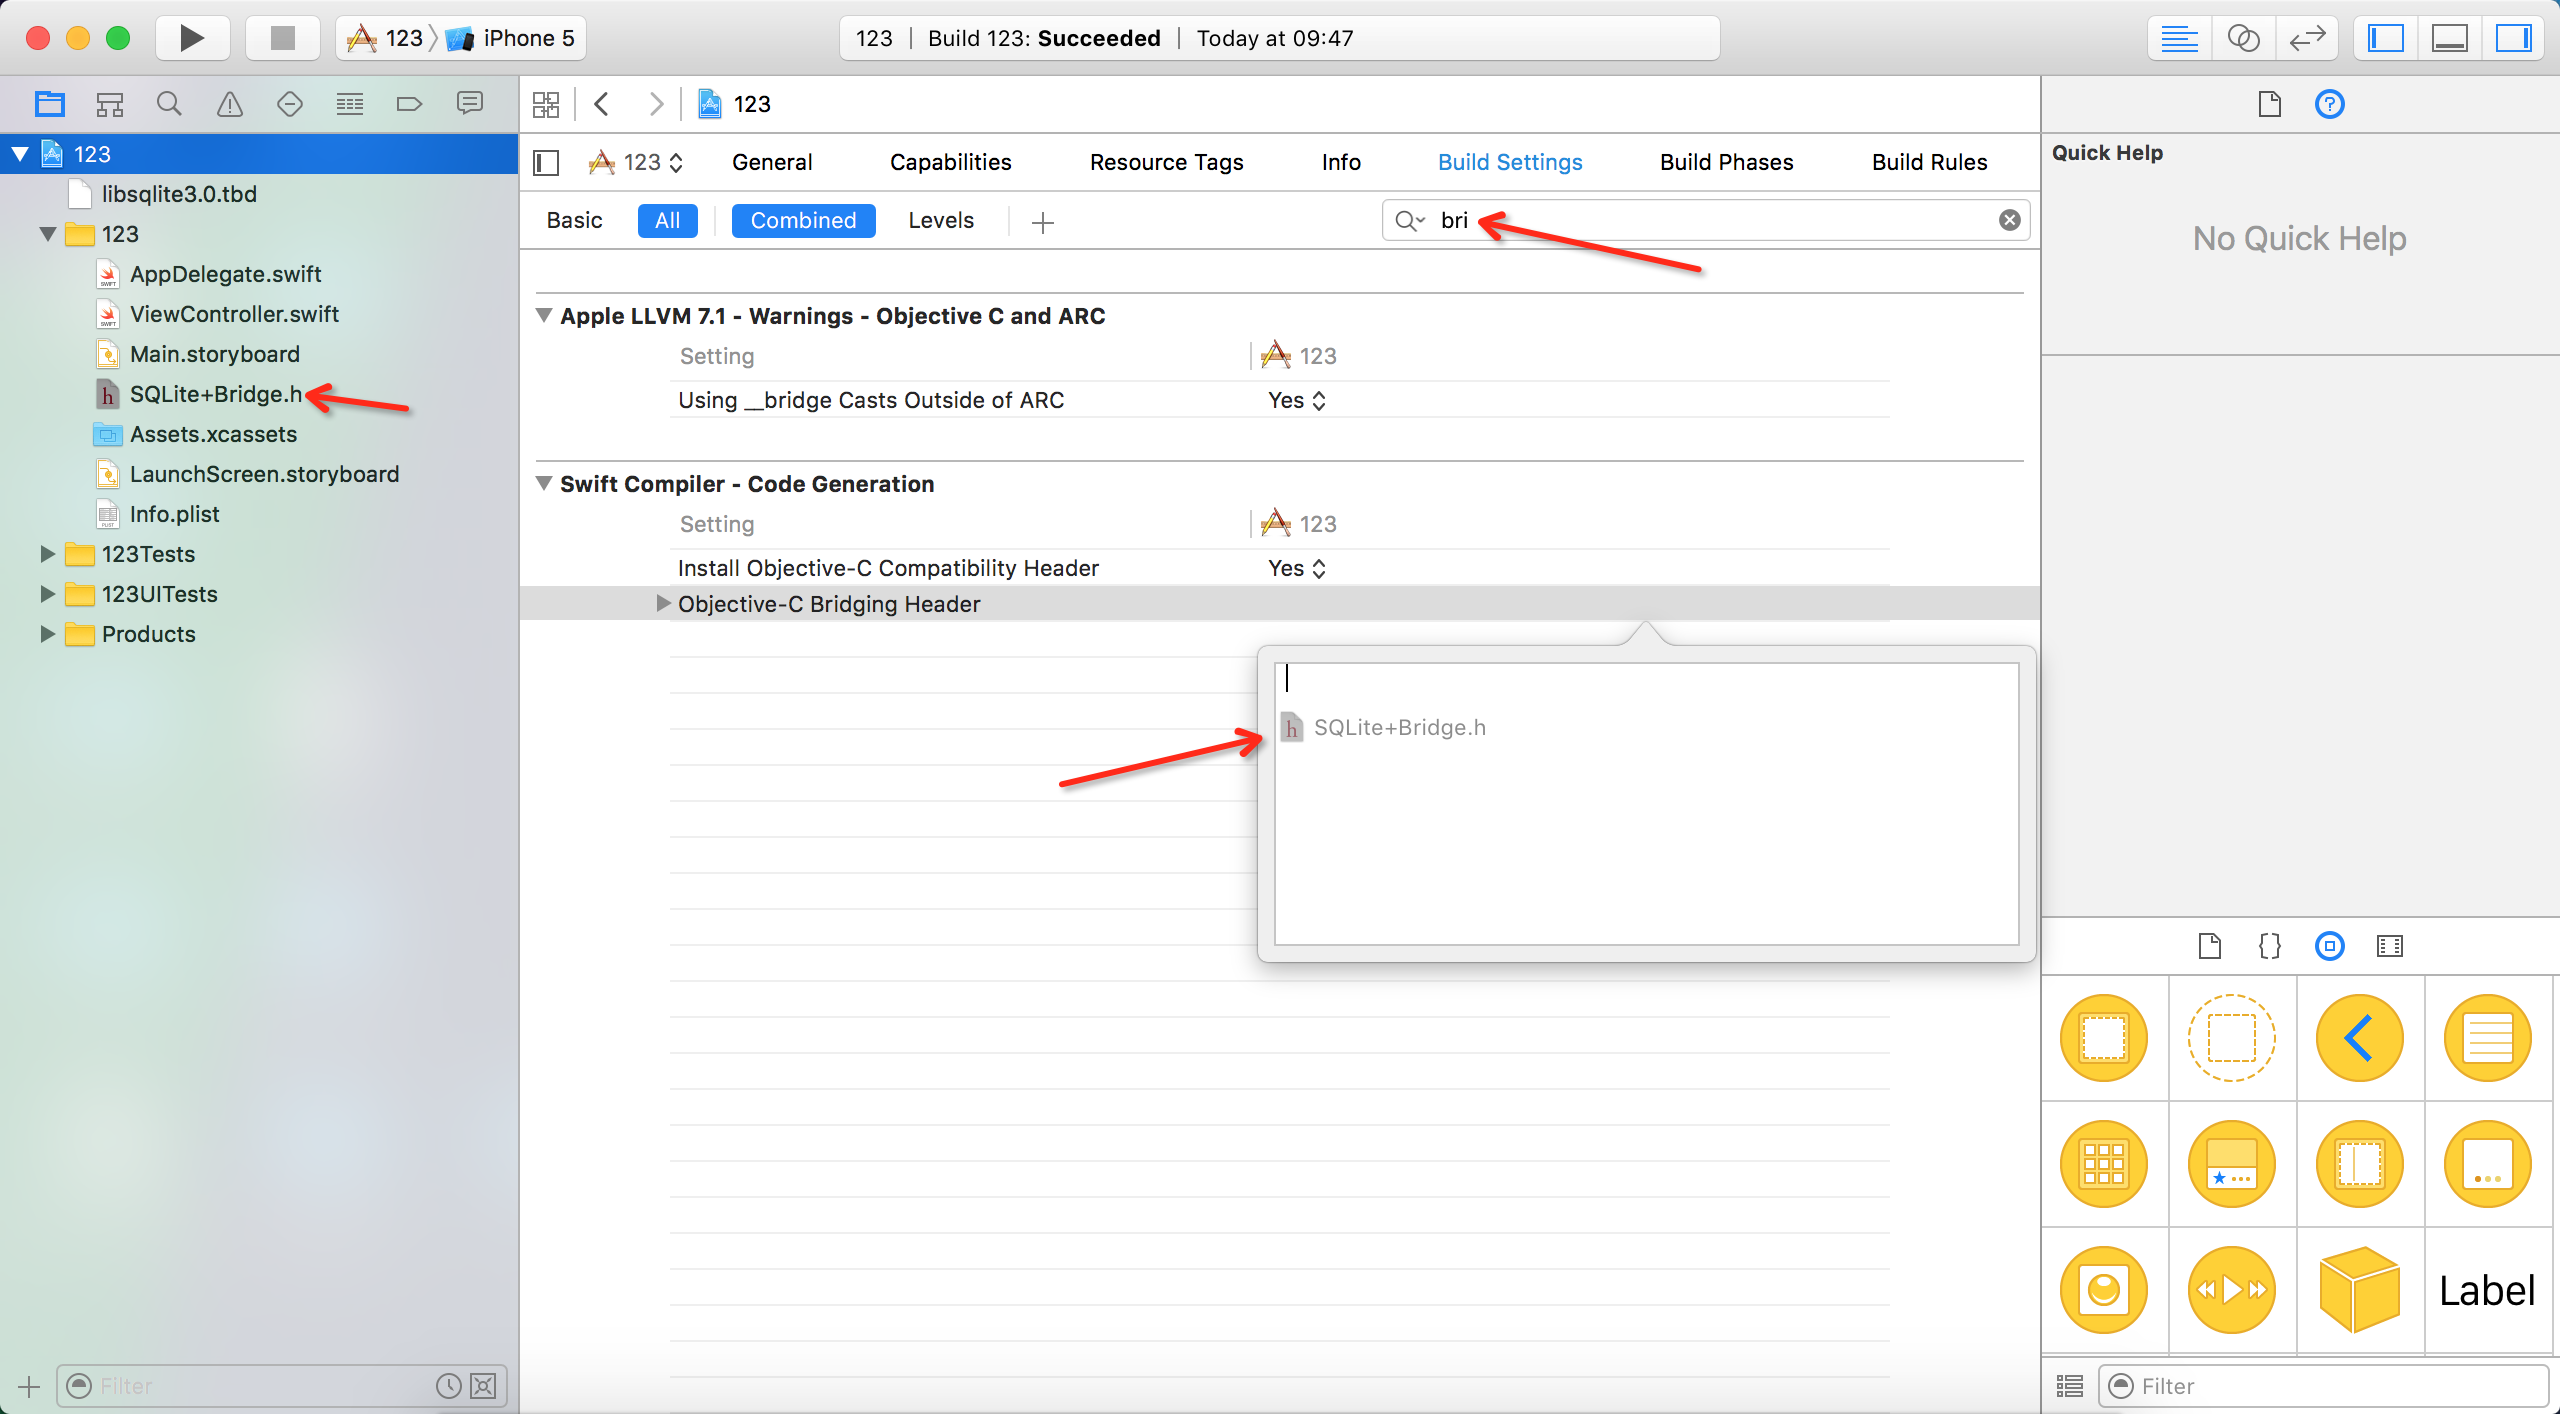 123 iPhone 5
123 | Build 123: Succeeded | Today at 09:47
123
libsqlite3.0.tbd
123
AppDelegate.swift
ViewController.swift
Main.storyboard
SQLite+Bridge.h
Assets.xcassets
LaunchScreen.storyboard
Info.plist
123Tests
123UITests
Products
Filter
123
123 General Capabilities Resource Tags Info Build Settings Build Phases Build Rules
Basic All Combined Levels + bri
Apple LLVM 7.1 - Warnings - Objective C and ARC
Setting 123
Using __bridge Casts Outside of ARC Yes
Swift Compiler - Code Generation
Setting 123
Install Objective-C Compatibility Header Yes
Objective-C Bridging Header
SQLite+Bridge.h
Quick Help
No Quick Help
Label
Filter